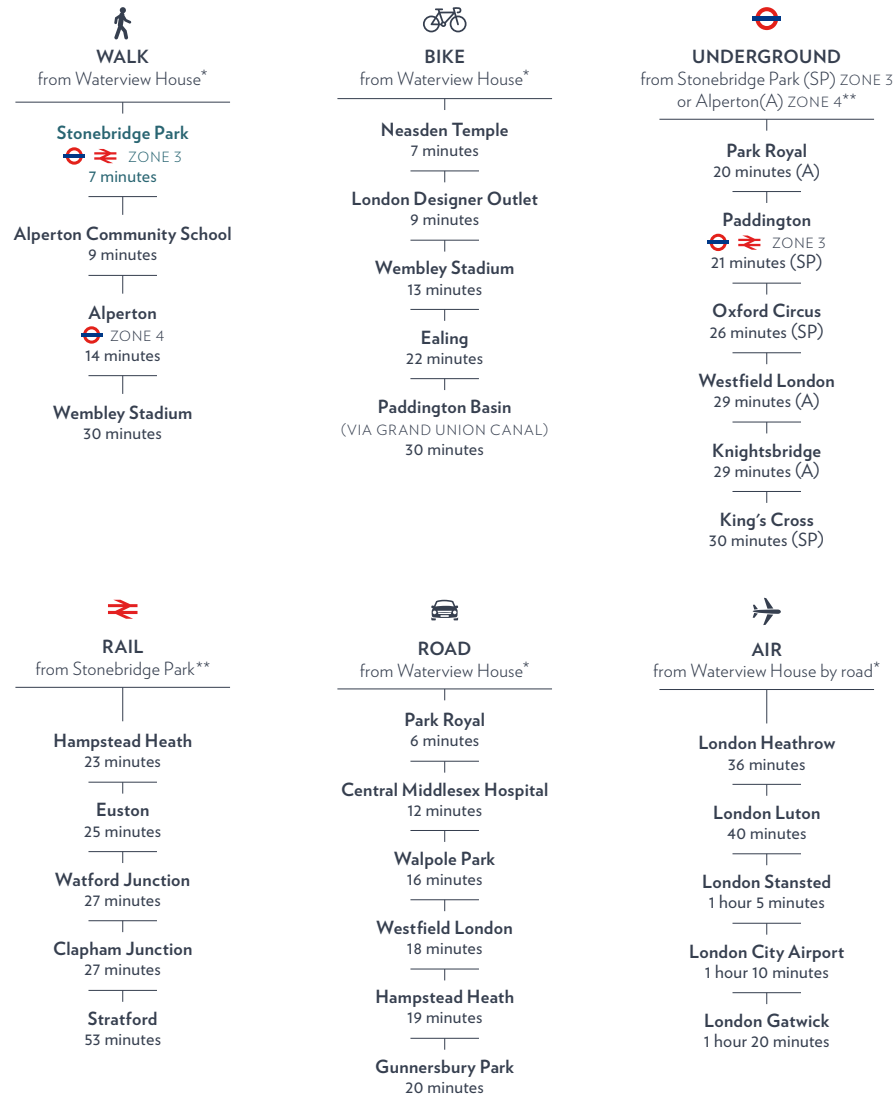 WALK
from Waterview House*
Stonebridge Park
ZONE 3
7 minutes
Alperton Community School
9 minutes
Alperton
ZONE 4
14 minutes
Wembley Stadium
30 minutes
BIKE
from Waterview House*
Neasden Temple
7 minutes
London Designer Outlet
9 minutes
Wembley Stadium
13 minutes
Ealing
22 minutes
Paddington Basin
(VIA GRAND UNION CANAL)
30 minutes
UNDERGROUND
from Stonebridge Park (SP) ZONE 3
or Alperton(A) ZONE 4**
Park Royal
20 minutes (A)
Paddington
ZONE 3
21 minutes (SP)
Oxford Circus
26 minutes (SP)
Westfield London
29 minutes (A)
Knightsbridge
29 minutes (A)
King's Cross
30 minutes (SP)
RAIL
from Stonebridge Park**
Hampstead Heath
23 minutes
Euston
25 minutes
Watford Junction
27 minutes
Clapham Junction
27 minutes
Stratford
53 minutes
ROAD
from Waterview House*
Park Royal
6 minutes
Central Middlesex Hospital
12 minutes
Walpole Park
16 minutes
Westfield London
18 minutes
Hampstead Heath
19 minutes
Gunnersbury Park
20 minutes
AIR
from Waterview House by road*
London Heathrow
36 minutes
London Luton
40 minutes
London Stansted
1 hour 5 minutes
London City Airport
1 hour 10 minutes
London Gatwick
1 hour 20 minutes